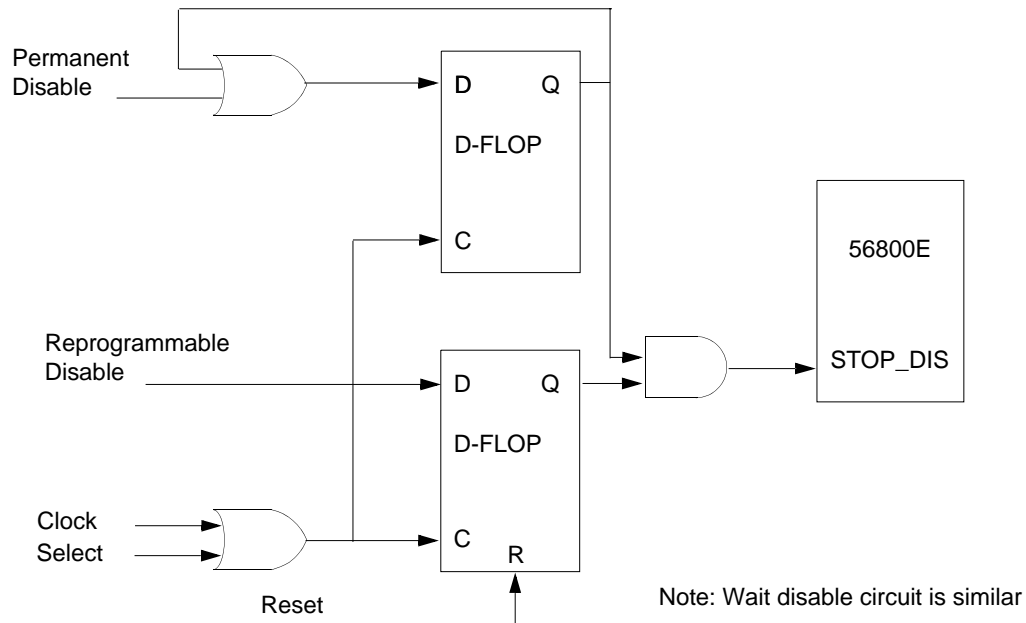 Permanent
Disable
D
Q
D-FLOP
C
56800E
STOP_DIS
Reprogrammable
Disable
D
Q
D-FLOP
Clock
Select
C
R
Reset
Note: Wait disable circuit is similar